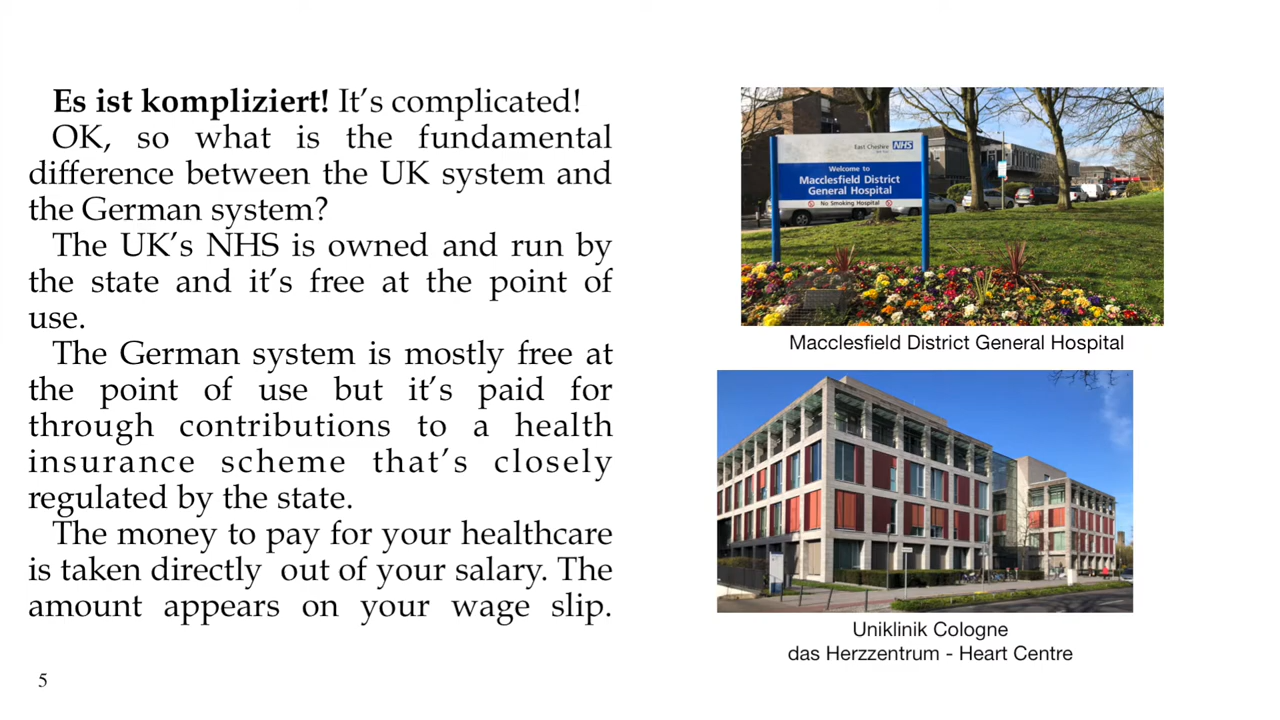 Es ist kompliziert! It's complicated!
OK, so what is the fundamental
difference between the UK system and
the German system?
The UK's NHS is owned and run by
the state and it's free at the point of
use.
The German system is mostly free at
the point of use but it's paid for
through contributions to a health
insurance scheme that's closely
regulated by the state.
The money to pay for your healthcare
is taken directly out of your salary. The
amount appears on your wage slip.
5
East Cheshire NHS
Welcome to
Macclesfield District
General Hospital
No Smoking Hospital
Macclesfield District General Hospital
Uniklinik Cologne
das Herzzentrum - Heart Centre